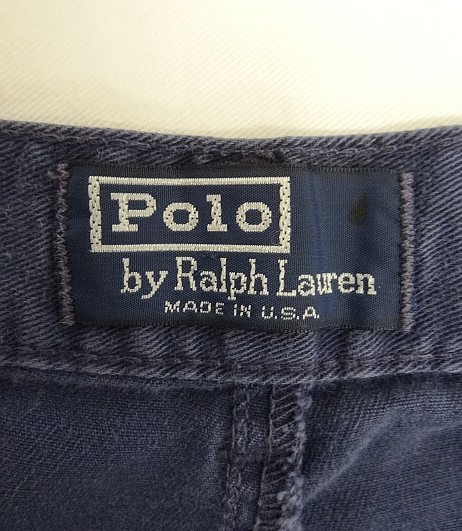 Polo
by Ralph Lauren
MADE IN U.S.A.